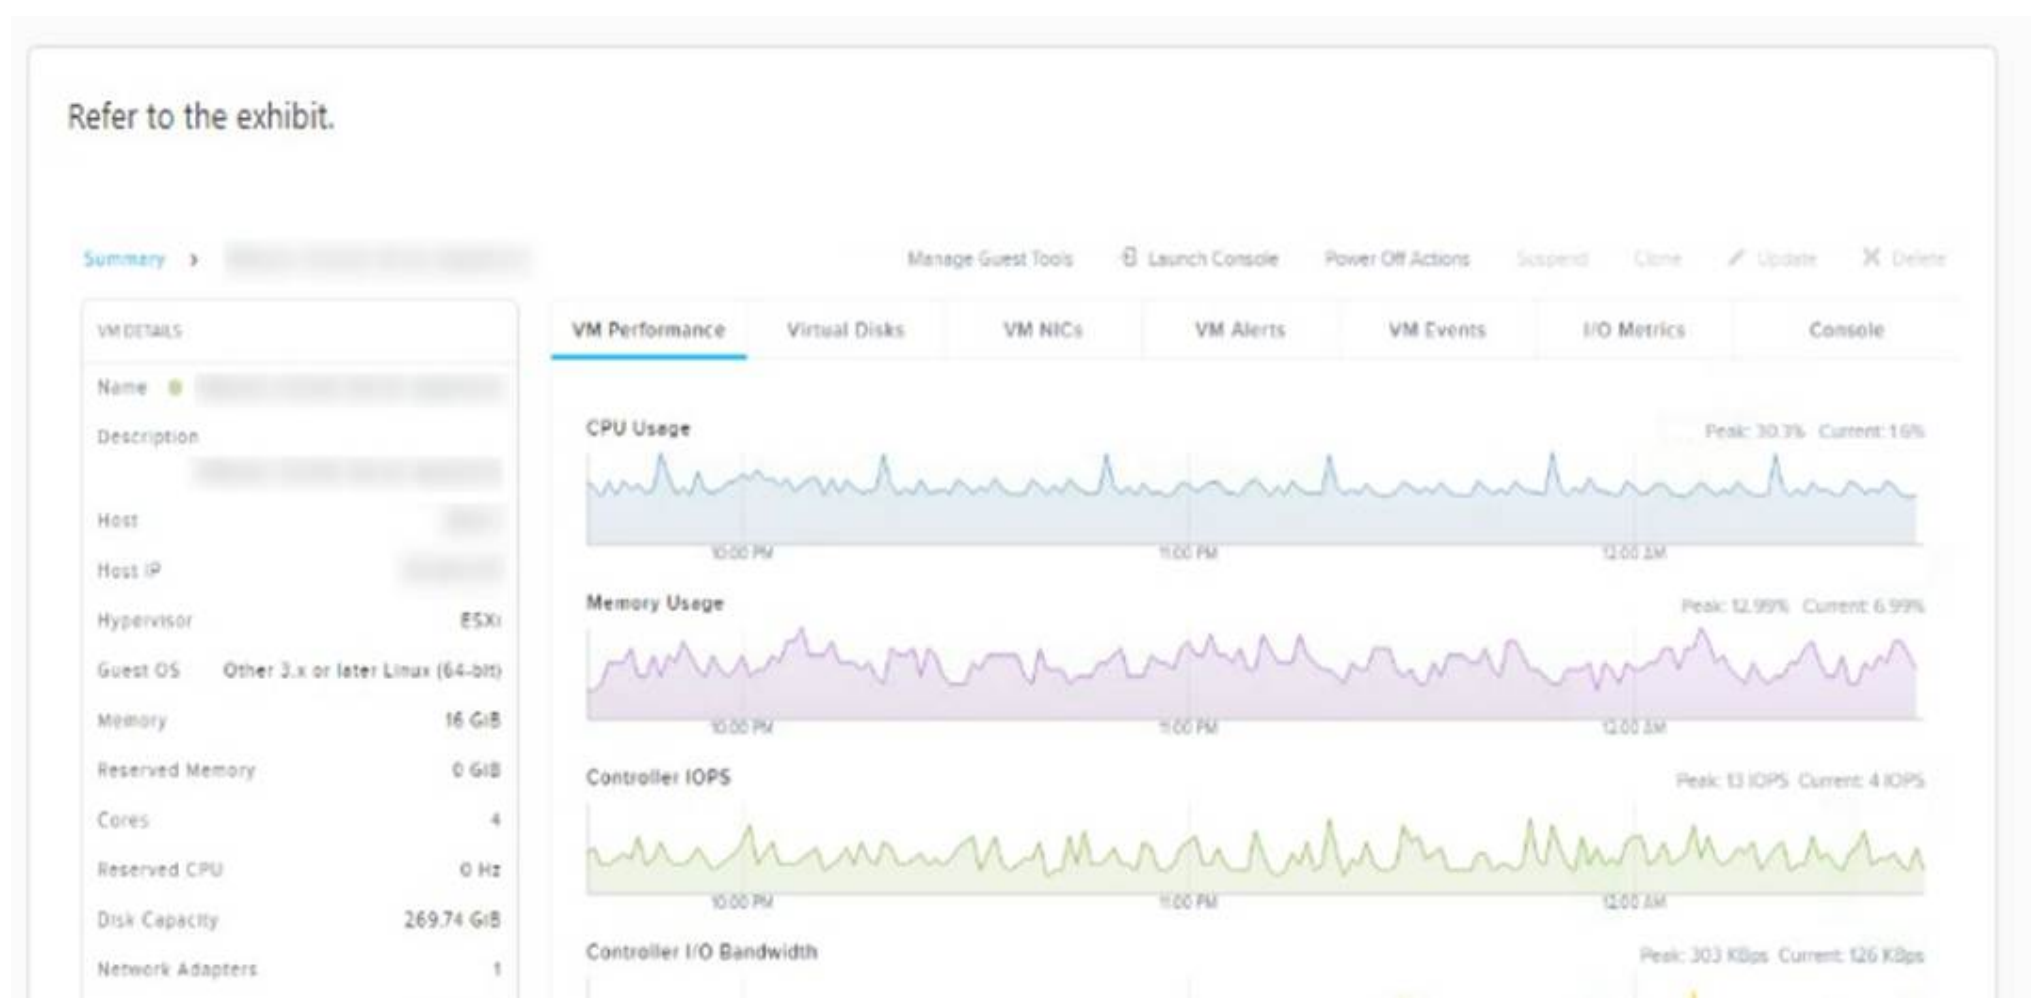 Refer to the exhibit.
Summary >
Manage Guest Tools Launch Console Power Off Actions Suspend Clone Update Delete
VM DETAILS
Name
Description
Host
Host IP
Hypervisor ESXi
Guest OS Other 3.x or later Linux (64-bit)
Memory 16 GiB
Reserved Memory 0 GiB
Cores 4
Reserved CPU 0 Hz
Disk Capacity 269.74 GiB
Network Adapters 1
VM Performance Virtual Disks VM NICs VM Alerts VM Events I/O Metrics Console
CPU Usage Peak: 30.3% Current: 16%
10:00 PM 11:00 PM 12:00 AM
Memory Usage Peak: 12.99% Current: 6.99%
10:00 PM 11:00 PM 12:00 AM
Controller IOPS Peak: 13 IOPS Current: 4 IOPS
10:00 PM 11:00 PM 12:00 AM
Controller I/O Bandwidth Peak: 303 KBps Current: 126 KBps